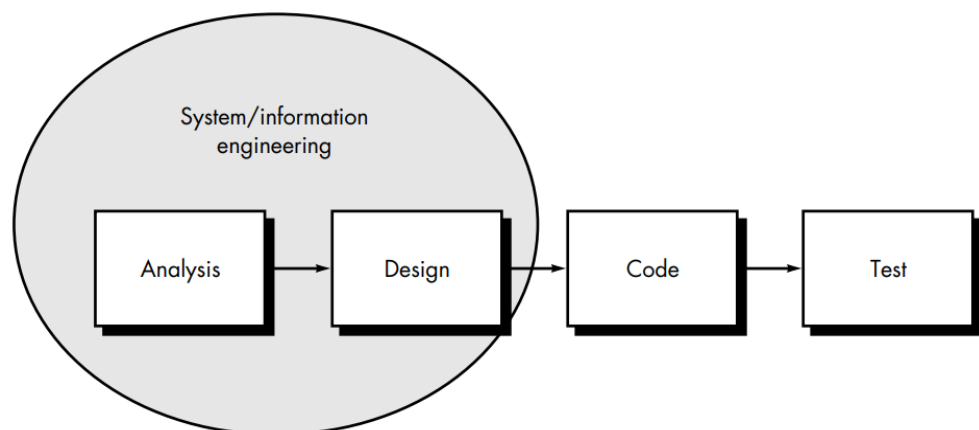 System/information
engineering
Analysis
Design
Code
Test